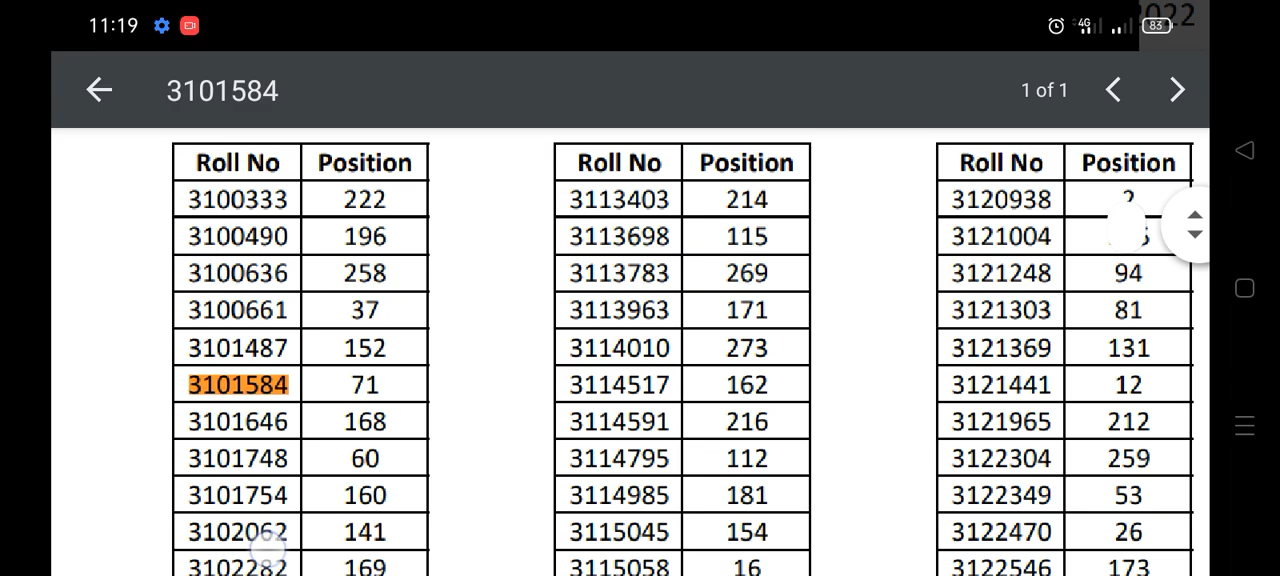 11:19 4G 83 022
3101584 1 of 1
Roll No Position Roll No Position Roll No Position
3100333 222 3113403 214 3120938 2
3100490 196 3113698 115 3121004
3100636 258 3113783 269 3121248 94
3100661 37 3113963 171 3121303 81
3101487 152 3114010 273 3121369 131
3101584 71 3114517 162 3121441 12
3101646 168 3114591 216 3121965 212
3101748 60 3114795 112 3122304 259
3101754 160 3114985 181 3122349 53
3102062 141 3115045 154 3122470 26
3102282 169 3115058 16 3122546 173